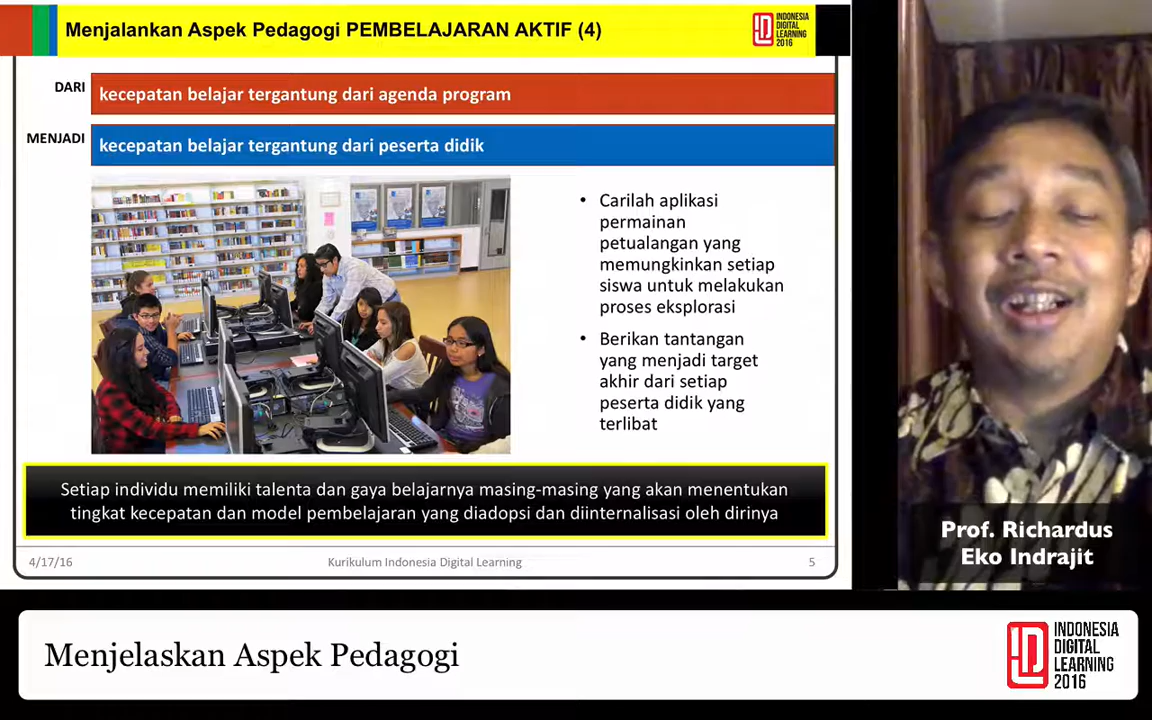 Menjalankan Aspek Pedagogi PEMBELAJARAN AKTIF (4)
INDONESIA
DIGITAL
LEARNING
2016
DARI
kecepatan belajar tergantung dari agenda program
MENJADI
kecepatan belajar tergantung dari peserta didik
• Carilah aplikasi
permainan
petualangan yang
memungkinkan setiap
siswa untuk melakukan
proses eksplorasi
• Berikan tantangan
yang menjadi target
akhir dari setiap
peserta didik yang
terlibat
Setiap individu memiliki talenta dan gaya belajarnya masing-masing yang akan menentukan
tingkat kecepatan dan model pembelajaran yang diadopsi dan diinternalisasi oleh dirinya
4/17/16
Kurikulum Indonesia Digital Learning
5
Prof. Richardus
Eko Indrajit
Menjelaskan Aspek Pedagogi
INDONESIA
DIGITAL
LEARNING
2016